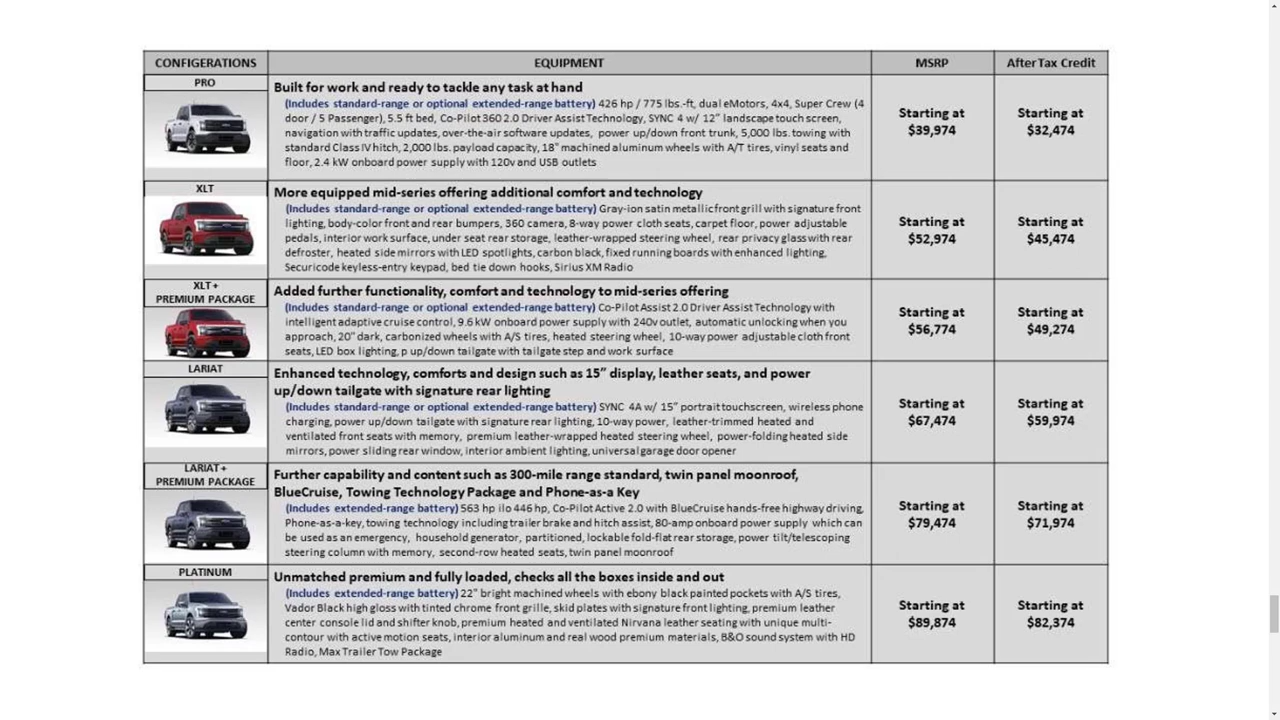 CONFIGERATIONS EQUIPMENT MSRP After Tax Credit
PRO
Built for work and ready to tackle any task at hand
(Includes standard-range or optional extended-range battery) 426 hp / 775 lbs.-ft, dual eMotors, 4x4, Super Crew (4
door / 5 Passenger), 5.5 ft bed, Co-Pilot 360 2.0 Driver Assist Technology, SYNC 4 w/ 12" landscape touch screen,
navigation with traffic updates, over-the-air software updates, power up/down front trunk, 5,000 lbs. towing with
standard Class IV hitch, 2,000 lbs. payload capacity, 18" machined aluminum wheels with A/T tires, vinyl seats and
floor, 2.4 kW onboard power supply with 120v and USB outlets
Starting at
$39,974
Starting at
$32,474
XLT
More equipped mid-series offering additional comfort and technology
(Includes standard-range or optional extended-range battery) Gray-ion satin metallic front grill with signature front
lighting, body-color front and rear bumpers, 360 camera, 8-way power cloth seats, carpet floor, power adjustable
pedals, interior work surface, under seat rear storage, leather-wrapped steering wheel, rear privacy glass with rear
defroster, heated side mirrors with LED spotlights, carbon black, fixed running boards with enhanced lighting,
Securicode keyless-entry keypad, bed tie down hooks, Sirius XM Radio
Starting at
$52,974
Starting at
$45,474
XLT +
PREMIUM PACKAGE
Added further functionality, comfort and technology to mid-series offering
(Includes standard-range or optional extended-range battery) Co-Pilot Assist 2.0 Driver Assist Technology with
intelligent adaptive cruise control, 9.6 kW onboard power supply with 240v outlet, automatic unlocking when you
approach, 20" dark, carbonized wheels with A/S tires, heated steering wheel, 10-way power adjustable cloth front
seats, LED box lighting, p up/down tailgate with tailgate step and work surface
Starting at
$56,774
Starting at
$49,274
LARIAT
Enhanced technology, comforts and design such as 15" display, leather seats, and power
up/down tailgate with signature rear lighting
(Includes standard-range or optional extended-range battery) SYNC 4A w/ 15" portrait touchscreen, wireless phone
charging, power up/down tailgate with signature rear lighting, 10-way power, leather-trimmed heated and
ventilated front seats with memory, premium leather-wrapped heated steering wheel, power-folding heated side
mirrors, power sliding rear window, interior ambient lighting, universal garage door opener
Starting at
$67,474
Starting at
$59,974
LARIAT +
PREMIUM PACKAGE
Further capability and content such as 300-mile range standard, twin panel moonroof,
BlueCruise, Towing Technology Package and Phone-as-a Key
(Includes extended-range battery) 563 hp ilo 446 hp, Co-Pilot Active 2.0 with BlueCruise hands-free highway driving,
Phone-as-a-key, towing technology including trailer brake and hitch assist, 80-amp onboard power supply which can
be used as an emergency, household generator, partitioned, lockable fold-flat rear storage, power tilt/telescoping
steering column with memory, second-row heated seats, twin panel moonroof
Starting at
$79,474
Starting at
$71,974
PLATINUM
Unmatched premium and fully loaded, checks all the boxes inside and out
(Includes extended-range battery) 22" bright machined wheels with ebony black painted pockets with A/S tires,
Vador Black high gloss with tinted chrome front grille, skid plates with signature front lighting, premium leather
center console lid and shifter knob, premium heated and ventilated Nirvana leather seating with unique multi-
contour with active motion seats, interior aluminum and real wood premium materials, B&O sound system with HD
Radio, Max Trailer Tow Package
Starting at
$89,874
Starting at
$82,374